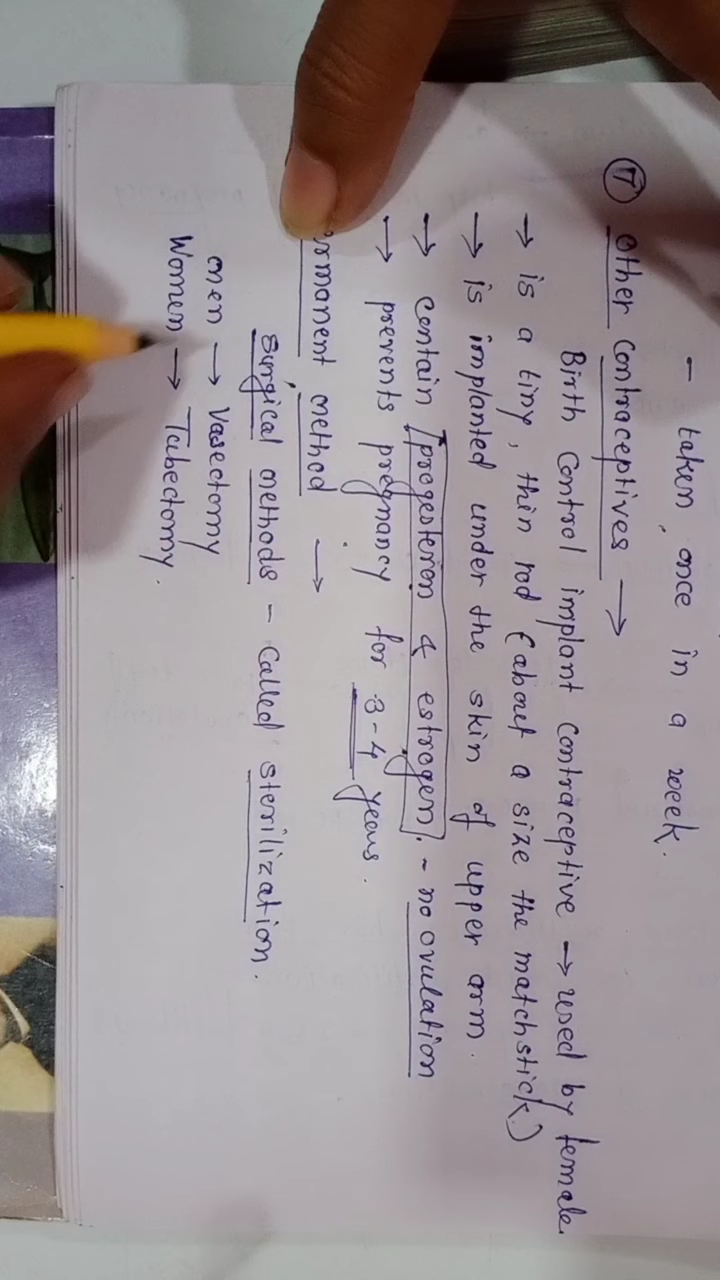 - taken once in a week.
⑦ Other Contraceptives →
Birth Control implant Contraceptive → used by female
→ is a tiny, thin rod (about a size the matchstick)
→ is implanted under the skin of upper arm.
→ contain progesteron & estrogen. - no ovulation
→ prevents pregnancy for 3-4 years.
ermanent method →
Surgical methods - Called sterilization.
men → Vasectomy
Women → Tubectomy.